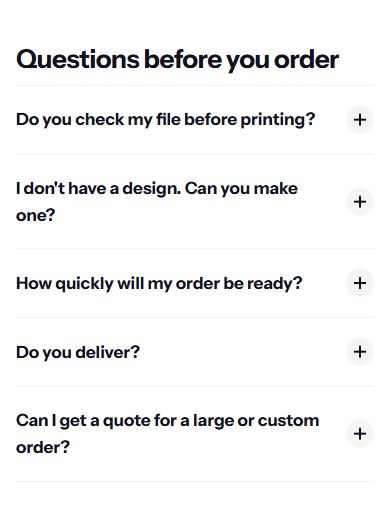 Questions before you order
Do you check my file before printing?
I don't have a design. Can you make
one?
How quickly will my order be ready?
Do you deliver?
Can I get a quote for a large or custom
order?